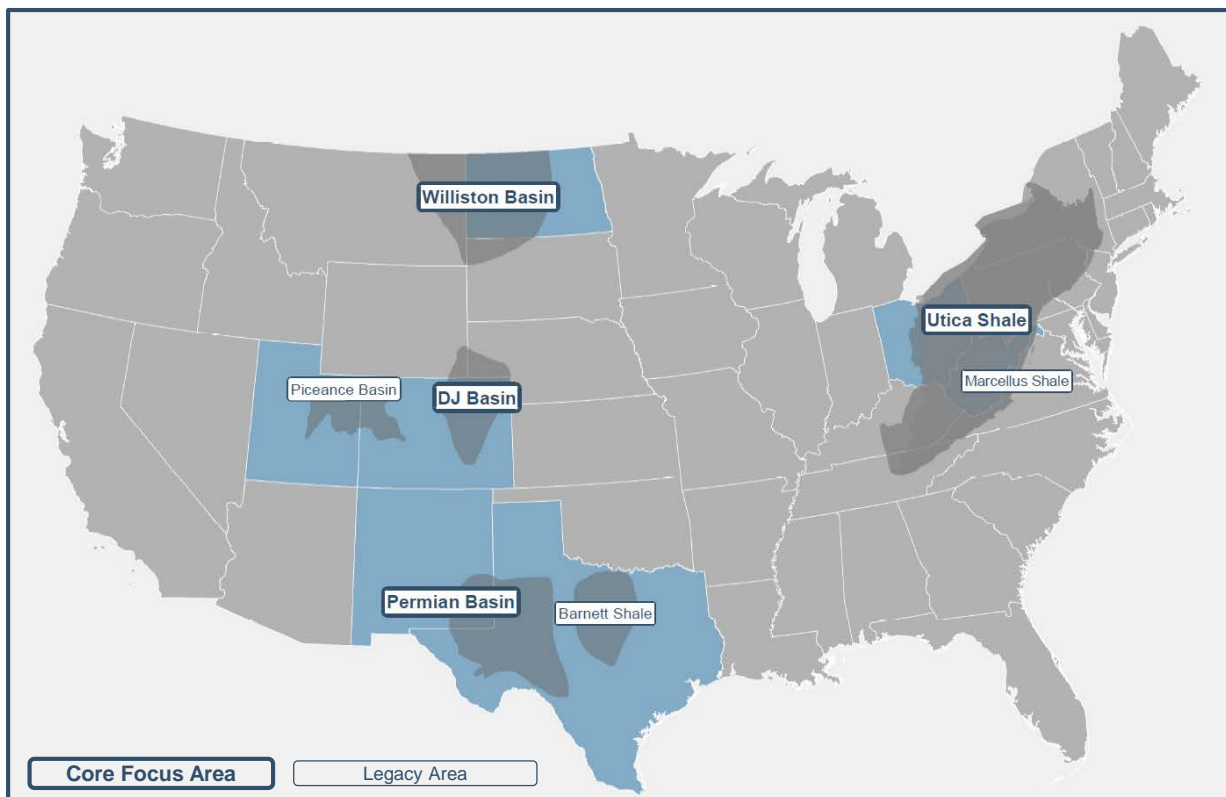 Williston Basin
Utica Shale
Marcellus Shale
Piceance Basin
DJ Basin
Permian Basin
Barnett Shale
Core Focus Area
Legacy Area